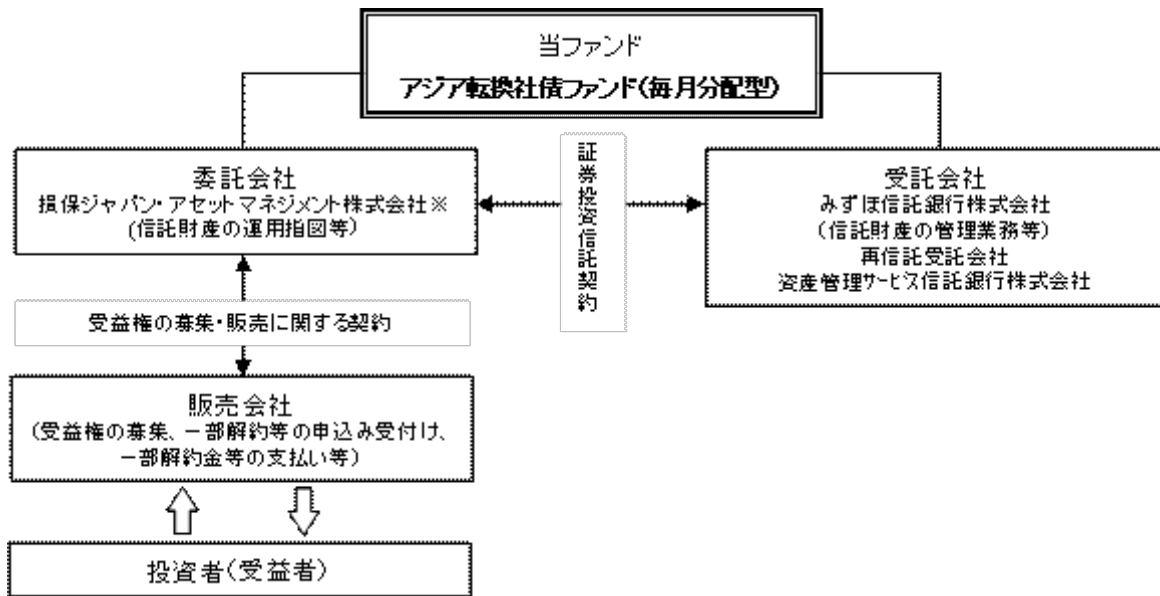 当ファンド
アジア転換社債ファンド(毎月分配型)
委託会社
損保ジャパン・アセットマネジメント株式会社※
(信託財産の運用指図等)
証券投資信託契約
受託会社
みずほ信託銀行株式会社
(信託財産の管理業務等)
再信託受託会社
資産管理サービス信託銀行株式会社
受益権の募集・販売に関する契約
販売会社
(受益権の募集、一部解約等の申込み受付け、
一部解約金等の支払い等)
投資者(受益者)